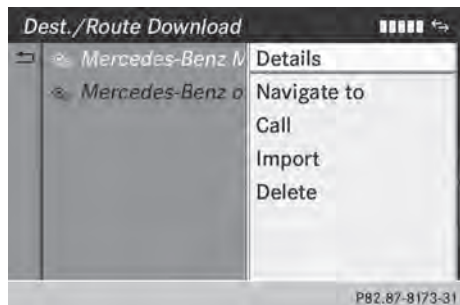 Dest./Route Download
Mercedes-Benz M
Details
Mercedes-Benz o
Navigate to
Call
Import
Delete
P82.87-8173-31